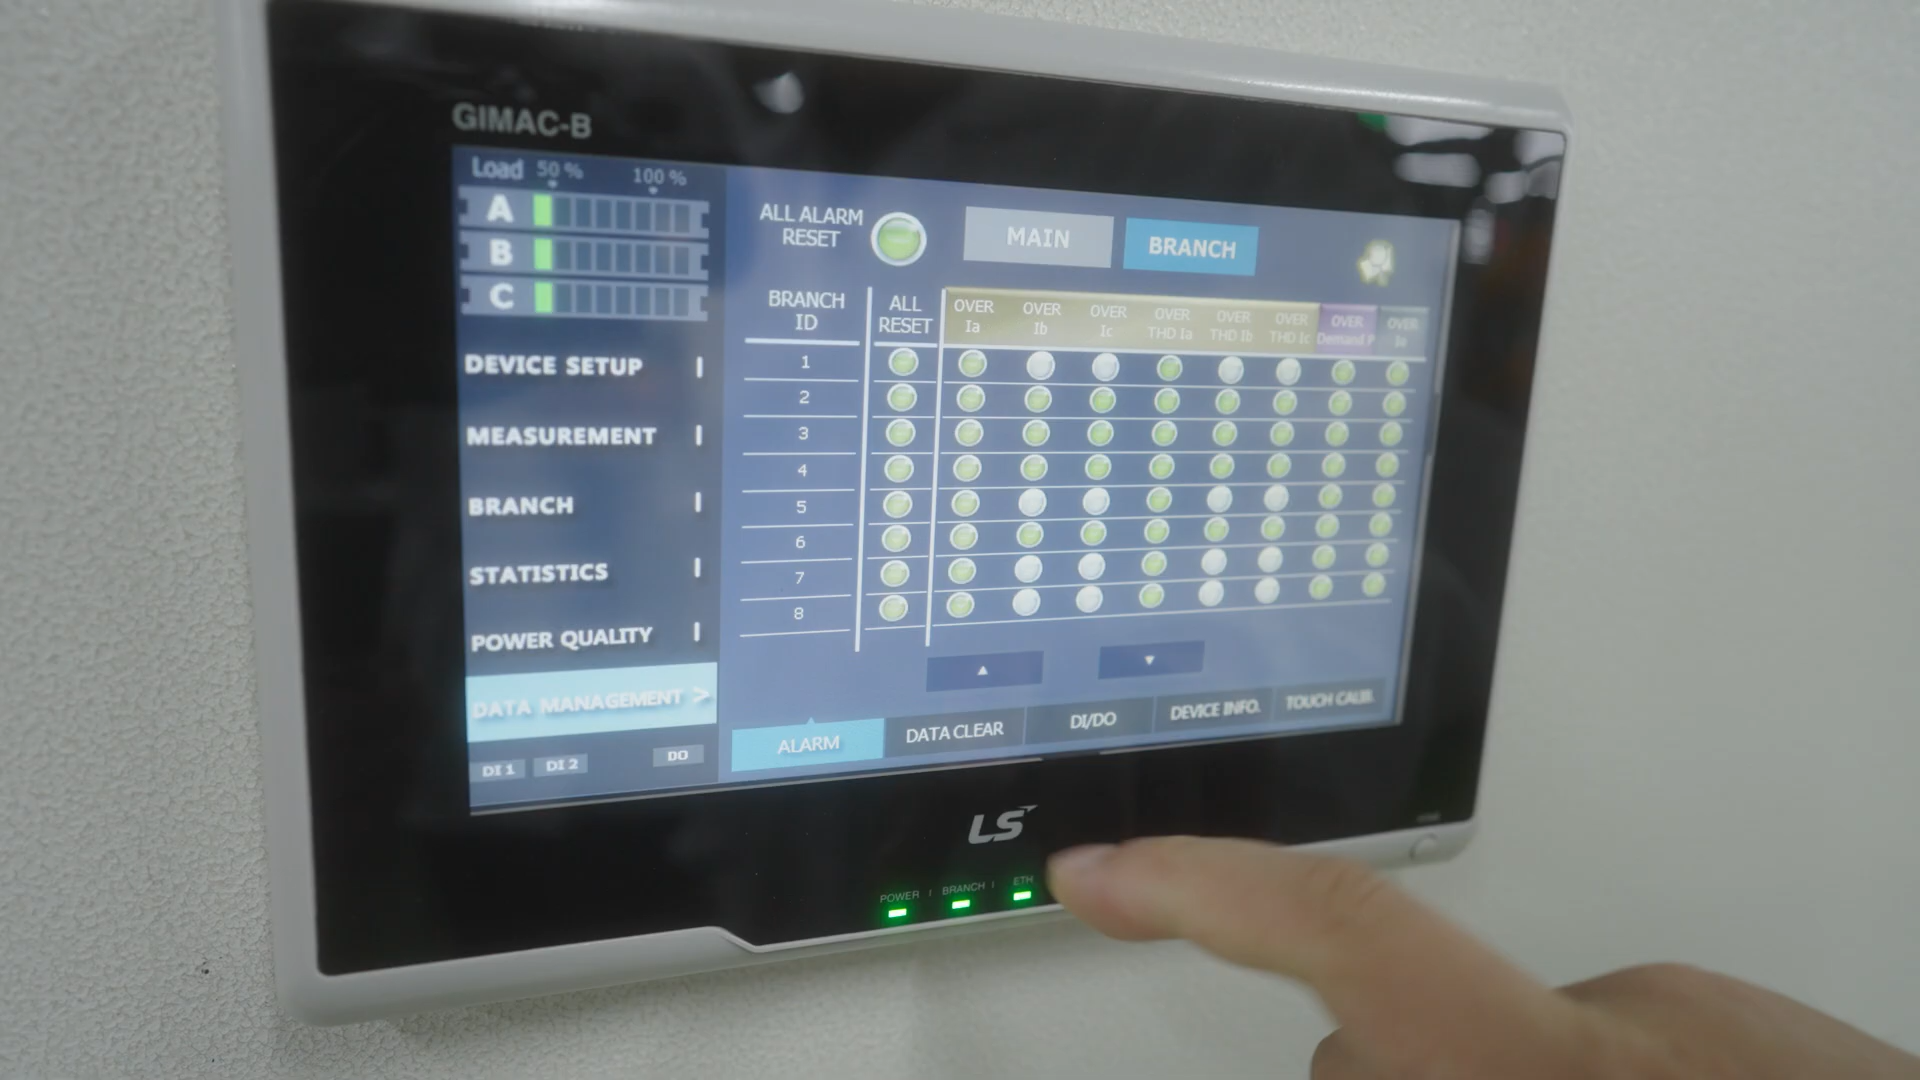 GIMAC-B
Load 50 % 100 %
A
B
C
DEVICE SETUP
MEASUREMENT
BRANCH
STATISTICS
POWER QUALITY
DATA MANAGEMENT >
DI 1 DI 2 DO
ALL ALARM
RESET
MAIN
BRANCH
BRANCH
ID
ALL
RESET
OVER
Ia
OVER
Ib
OVER
Ic
OVER
THD Ia
OVER
THD Ib
OVER
THD Ic
OVER
Demand P
OVER
1
2
3
4
5
6
7
8
ALARM
DATA CLEAR
DI/DO
DEVICE INFO.
TOUCH CALIB.
LS
POWER
BRANCH
ETH